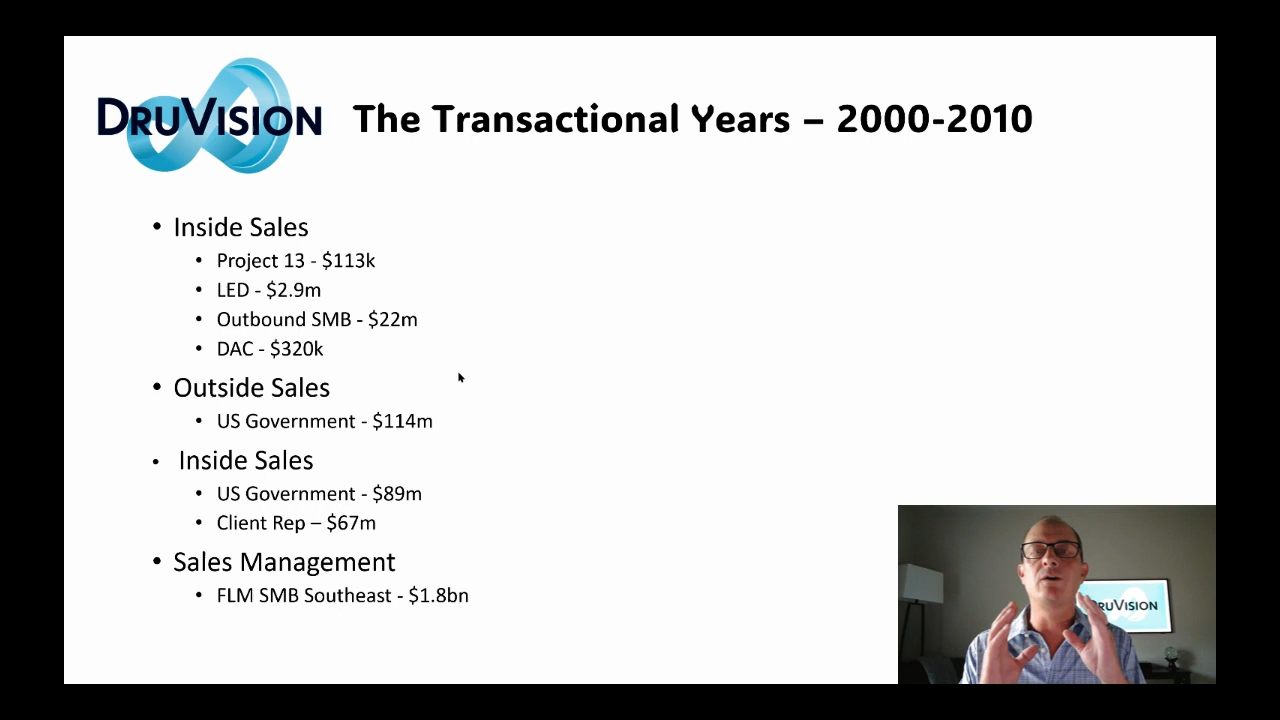 DRUVISION
The Transactional Years – 2000-2010
• Inside Sales
• Project 13 - $113k
• LED - $2.9m
• Outbound SMB - $22m
• DAC - $320k
• Outside Sales
• US Government - $114m
• Inside Sales
• US Government - $89m
• Client Rep – $67m
• Sales Management
• FLM SMB Southeast - $1.8bn
DRUVISION